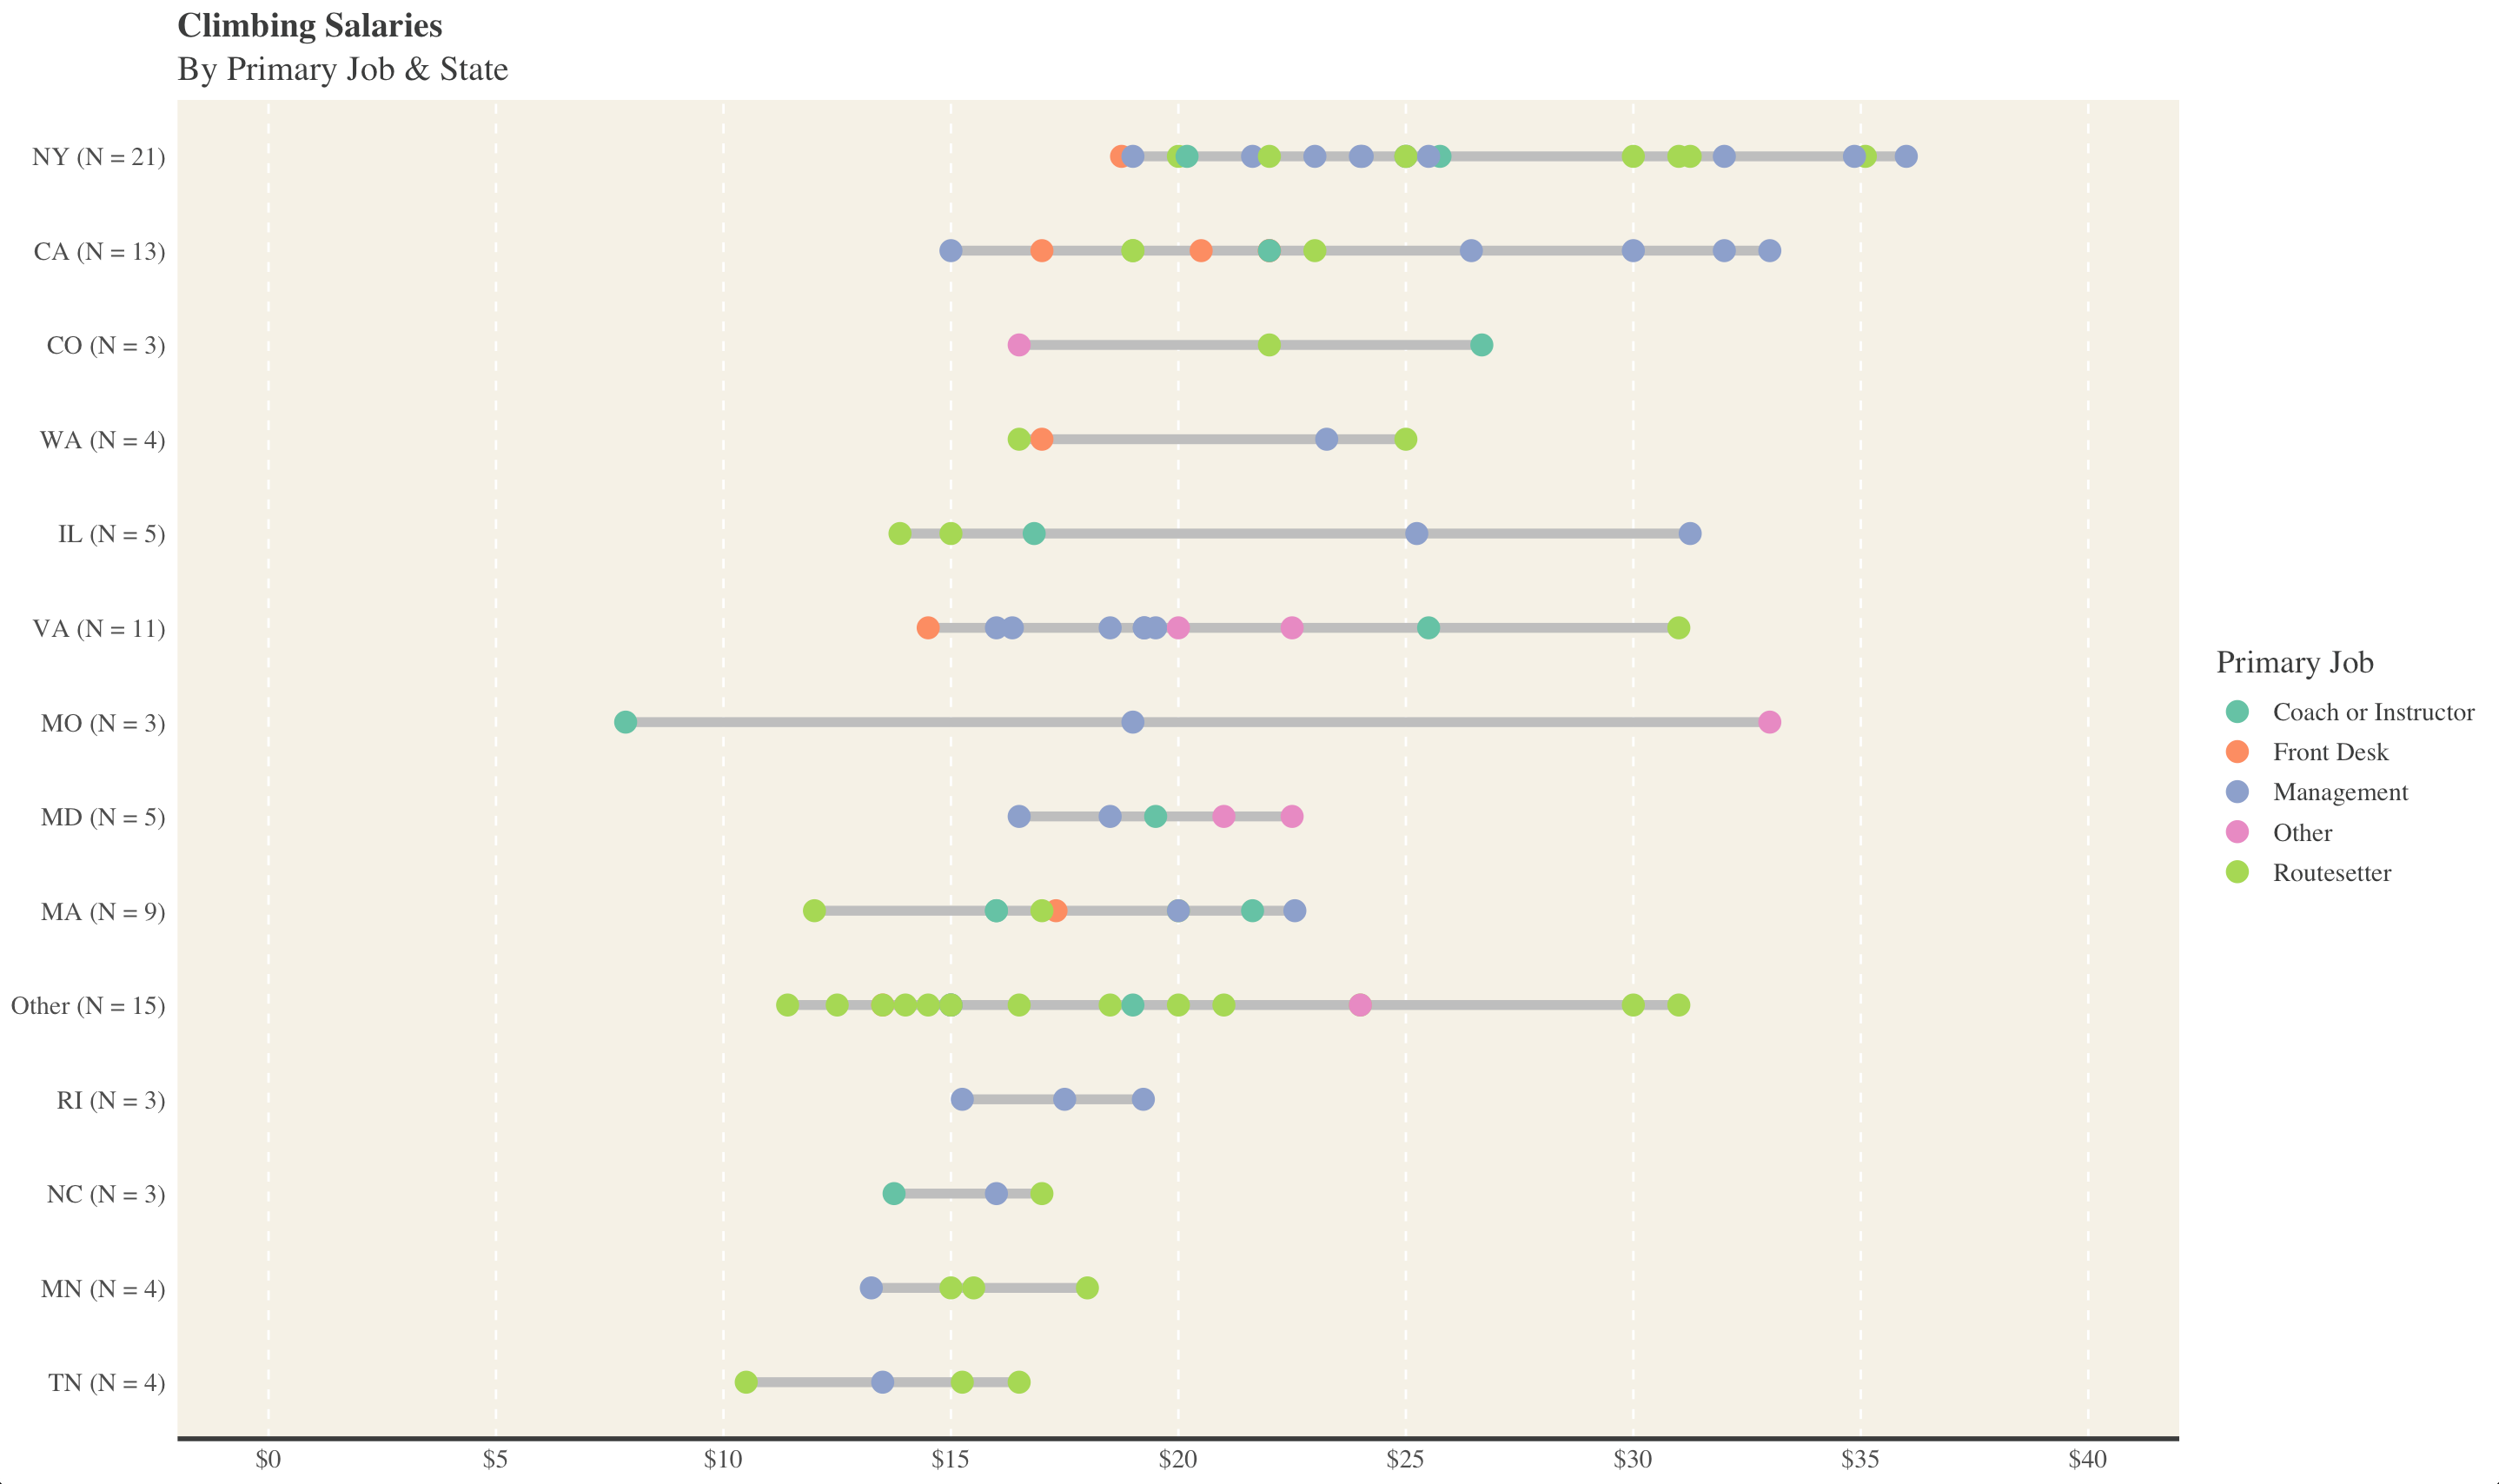 Climbing Salaries
By Primary Job & State
NY (N = 21)
CA (N = 13)
CO (N = 3)
WA (N = 4)
IL (N = 5)
VA (N = 11)
MO (N = 3)
MD (N = 5)
MA (N = 9)
Other (N = 15)
RI (N = 3)
NC (N = 3)
MN (N = 4)
TN (N = 4)
$0 $5 $10 $15 $20 $25 $30 $35 $40
Primary Job
Coach or Instructor
Front Desk
Management
Other
Routesetter